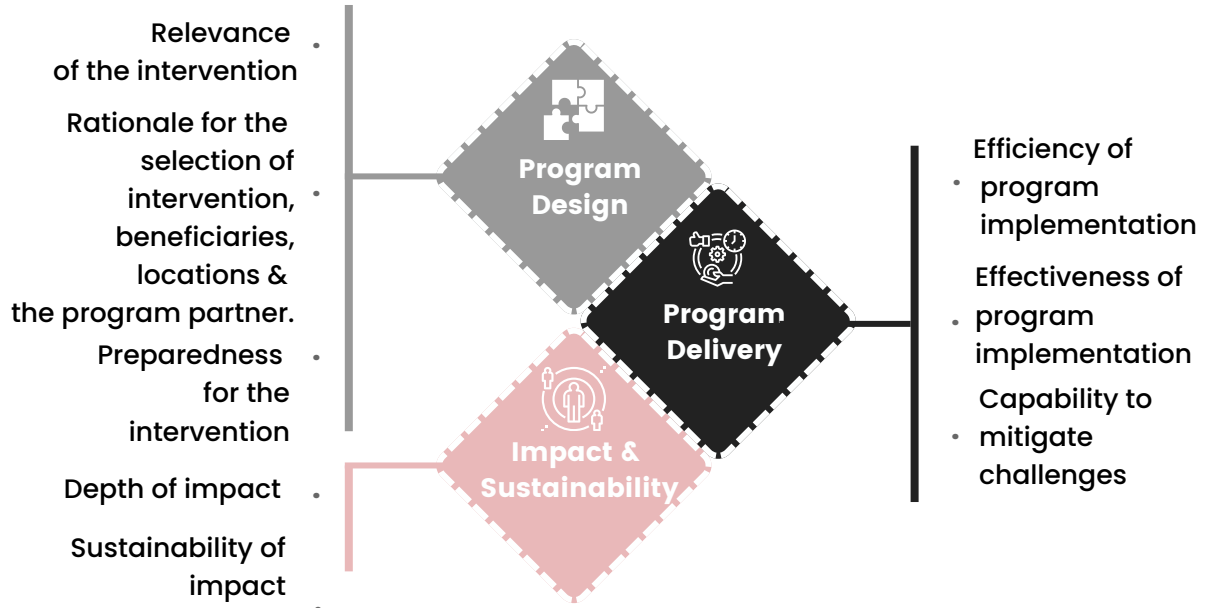 Relevance
of the intervention
Rationale for the
selection of
intervention,
beneficiaries,
locations &
the program partner.
Preparedness
for the
intervention
Program
Design
Program
Delivery
Efficiency of
program
implementation
Effectiveness of
program
implementation
Capability to
mitigate
challenges
Impact &
Sustainability
Depth of impact
Sustainability of
impact